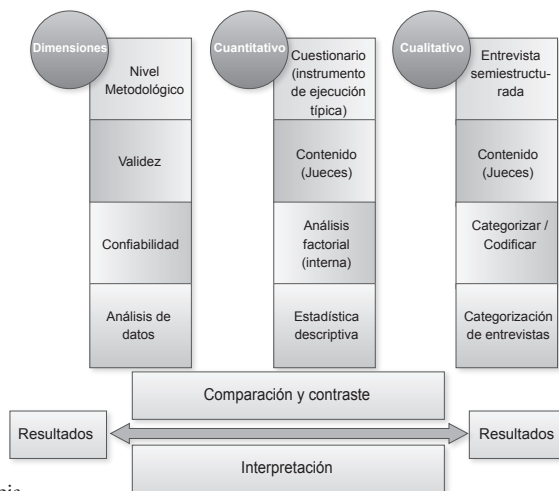 Dimensiones
Nivel
Metodológico
Validez
Confiabilidad
Análisis de
datos
Cuantitativo
Cuestionario
(instrumento
de ejecución
típica)
Contenido
(Jueces)
Análisis
factorial
(interna)
Estadística
descriptiva
Cualitativo
Entrevista
semiestructu-
rada
Contenido
(Jueces)
Categorizar /
Codificar
Categorización
de entrevistas
Comparación y contraste
Resultados
Resultados
Interpretación